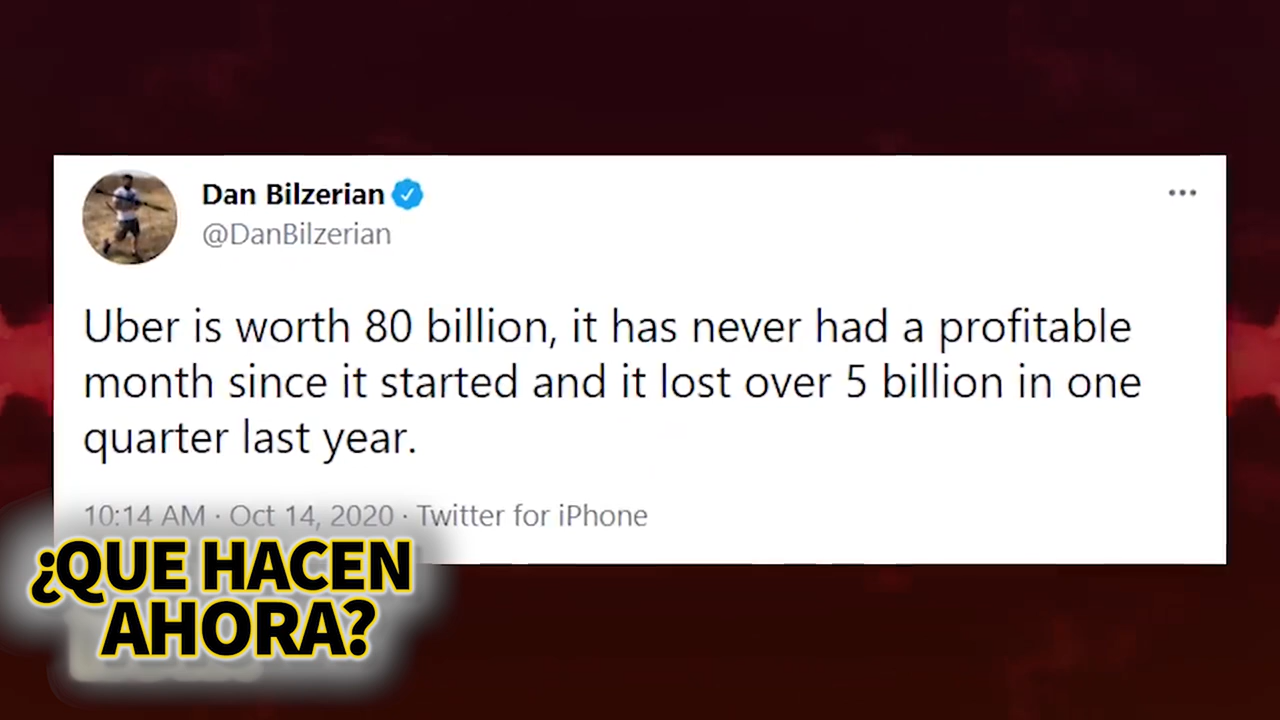 Dan Bilzerian
@DanBilzerian
Uber is worth 80 billion, it has never had a profitable
month since it started and it lost over 5 billion in one
quarter last year.
10:14 AM · Oct 14, 2020 · Twitter for iPhone
¿QUE HACEN
AHORA?